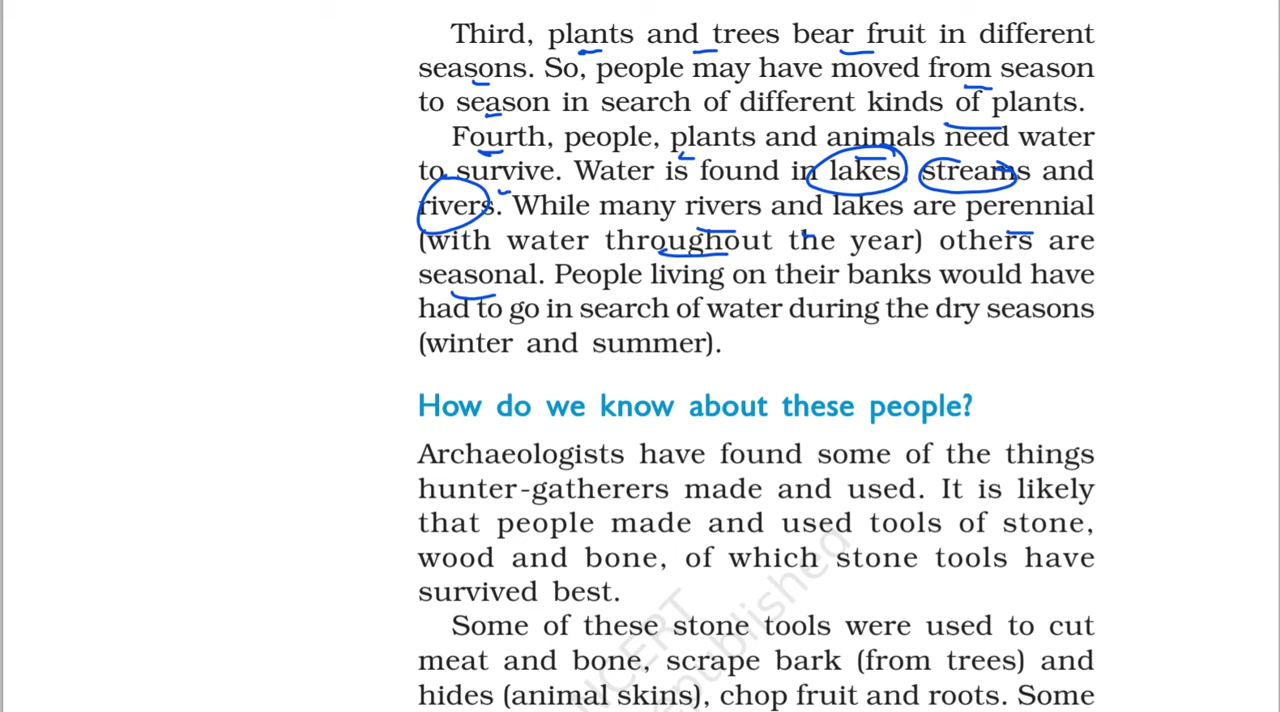 Third, plants and trees bear fruit in different
seasons. So, people may have moved from season
to season in search of different kinds of plants.
Fourth, people, plants and animals need water
to survive. Water is found in lakes, streams and
rivers. While many rivers and lakes are perennial
(with water throughout the year) others are
seasonal. People living on their banks would have
had to go in search of water during the dry seasons
(winter and summer).
How do we know about these people?
Archaeologists have found some of the things
hunter-gatherers made and used. It is likely
that people made and used tools of stone,
wood and bone, of which stone tools have
survived best.
Some of these stone tools were used to cut
meat and bone, scrape bark (from trees) and
hides (animal skins), chop fruit and roots. Some